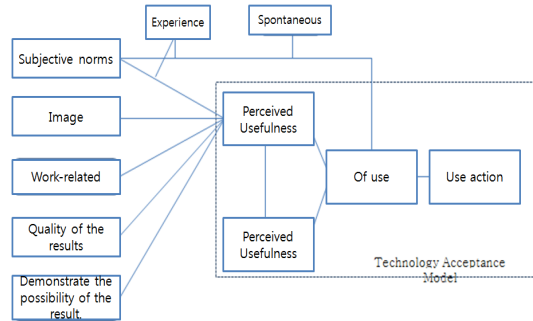 Experience
Spontaneous
Subjective norms
Image
Work-related
Quality of the
results
Demonstrate the
possibility of the
result.
Perceived
Usefulness
Perceived
Usefulness
Of use
Use action
Technology Acceptance
Model